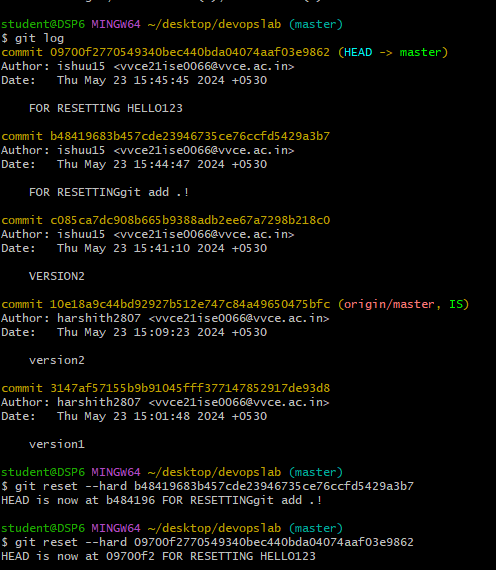 student@DSP6 MINGW64 ~/desktop/devopslab (master)
$ git log
commit 09700f2770549340bec440bda04074aaf03e9862 (HEAD -> master)
Author: ishuu15 <vvce21ise0066@vvce.ac.in>
Date:   Thu May 23 15:45:45 2024 +0530
    FOR RESETTING HELLO123
commit b48419683b457cde23946735ce76ccfd5429a3b7
Author: ishuu15 <vvce21ise0066@vvce.ac.in>
Date:   Thu May 23 15:44:47 2024 +0530
    FOR RESETTINGgit add .!
commit c085ca7dc908b665b9388adb2ee67a7298b218c0
Author: ishuu15 <vvce21ise0066@vvce.ac.in>
Date:   Thu May 23 15:41:10 2024 +0530
    VERSION2
commit 10e18a9c44bd92927b512e747c84a49650475bfc (origin/master, IS)
Author: harshith2807 <vvce21ise0066@vvce.ac.in>
Date:   Thu May 23 15:09:23 2024 +0530
    version2
commit 3147af57155b9b91045fff377147852917de93d8
Author: harshith2807 <vvce21ise0066@vvce.ac.in>
Date:   Thu May 23 15:01:48 2024 +0530
    version1
student@DSP6 MINGW64 ~/desktop/devopslab (master)
$ git reset --hard b48419683b457cde23946735ce76ccfd5429a3b7
HEAD is now at b484196 FOR RESETTINGgit add .!
student@DSP6 MINGW64 ~/desktop/devopslab (master)
$ git reset --hard 09700f2770549340bec440bda04074aaf03e9862
HEAD is now at 09700f2 FOR RESETTING HELLO123